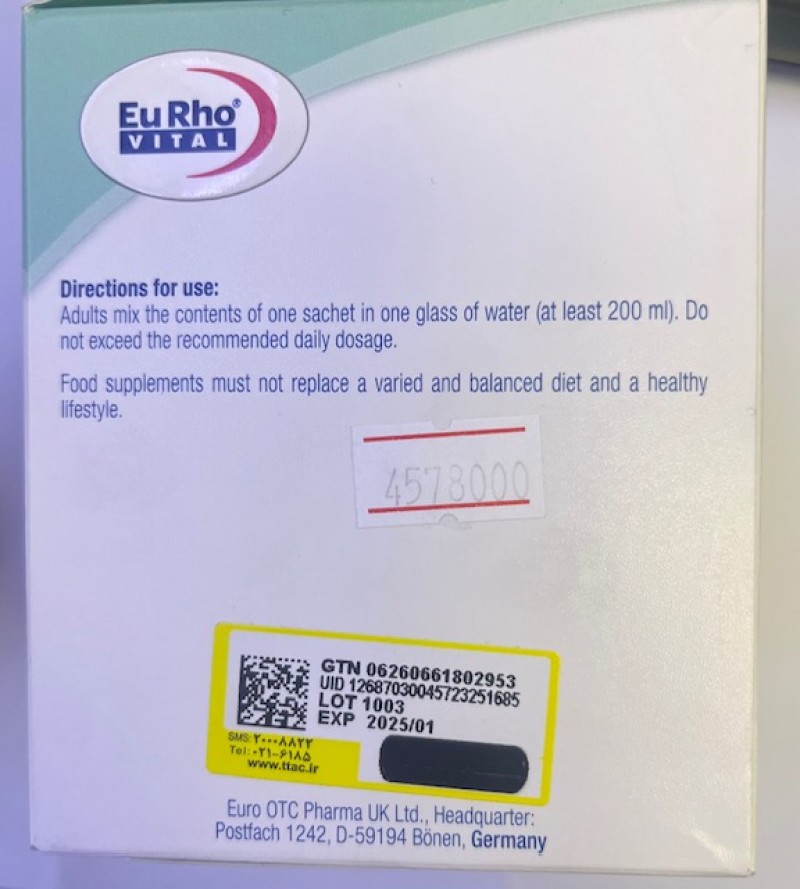 Eu Rho®
VITAL
Directions for use:
Adults mix the contents of one sachet in one glass of water (at least 200 ml). Do
not exceed the recommended daily dosage.
Food supplements must not replace a varied and balanced diet and a healthy
lifestyle.
4578000
GTN 06260661802953
UID 12687030045723251685
LOT 1003
EXP 2025/01
SMS: ۲۰۰۰۸۸۲۲
Tel: ۰۲۱-۶۱۸۵
www.ttac.ir
Euro OTC Pharma UK Ltd., Headquarter:
Postfach 1242, D-59194 Bönen, Germany